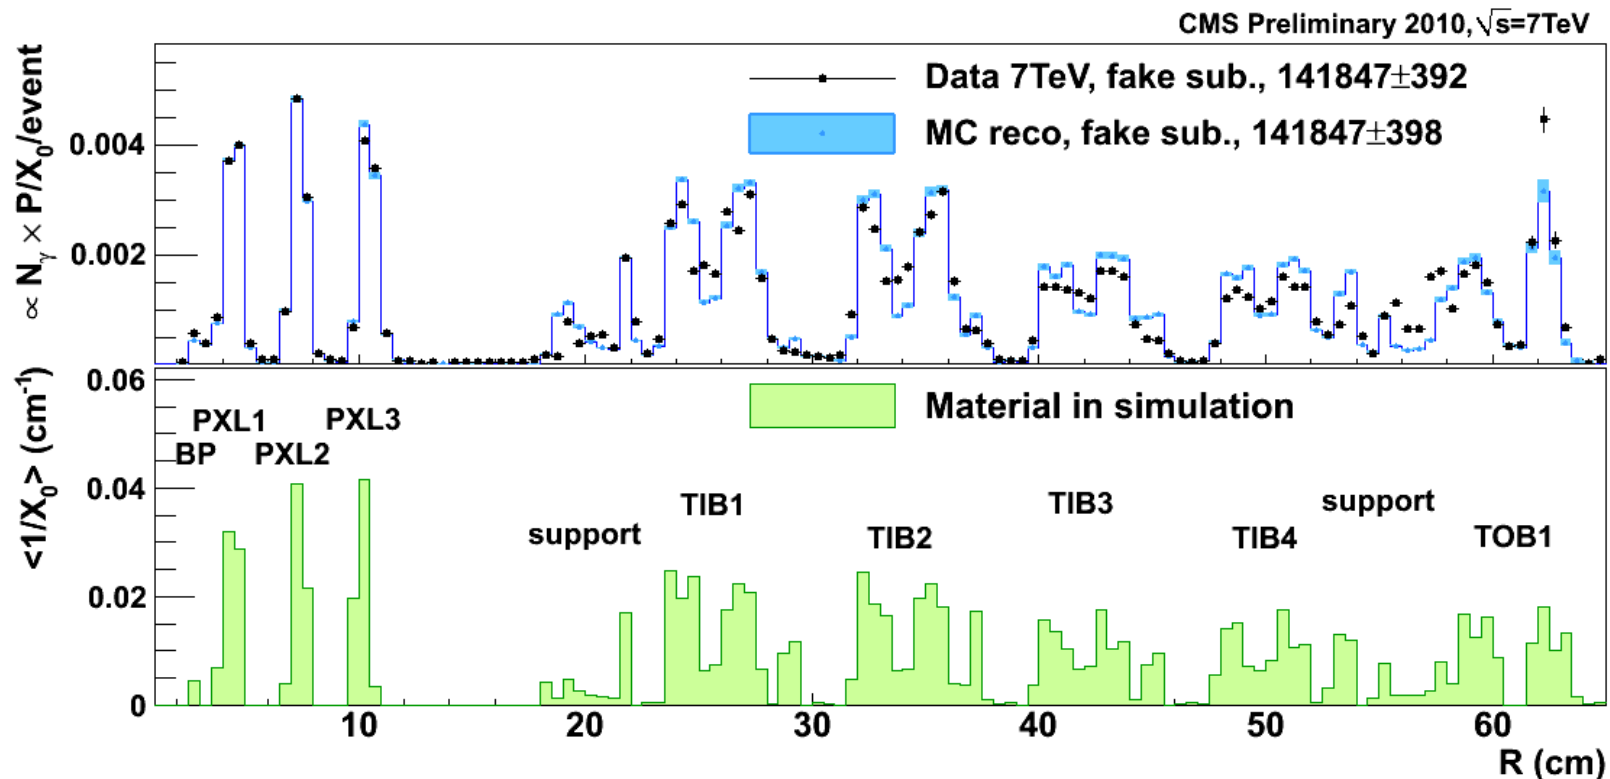 CMS Preliminary 2010, √s=7TeV
∝ Nγ × P/X0/event
0.004
0.002
Data 7TeV, fake sub., 141847±392
MC reco, fake sub., 141847±398
<1/X0> (cm-1)
0.06
0.04
0.02
0
Material in simulation
PXL1
PXL3
BP
PXL2
TIB1
TIB3
support
support
TIB2
TIB4
TOB1
10
20
30
40
50
60
R (cm)